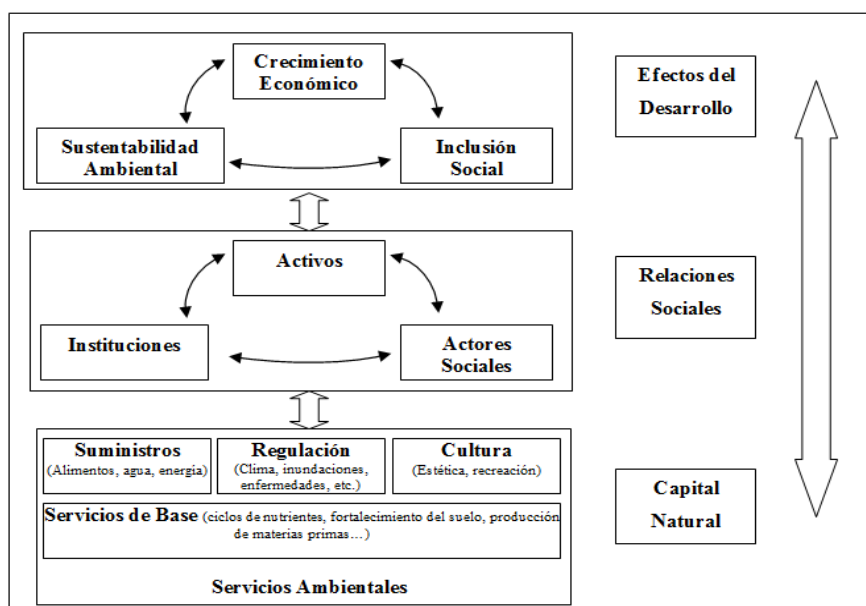 Crecimiento
Económico
Sustentabilidad
Ambiental
Inclusión
Social
Efectos del
Desarrollo
Activos
Instituciones
Actores
Sociales
Relaciones
Sociales
Suministros
(Alimentos, agua, energia)
Regulación
(Clima, inundaciones,
enfermedades, etc.)
Cultura
(Estética, recreación)
Servicios de Base (ciclos de nutrientes, fortalecimiento del suelo, producción
de materias primas…)
Servicios Ambientales
Capital
Natural